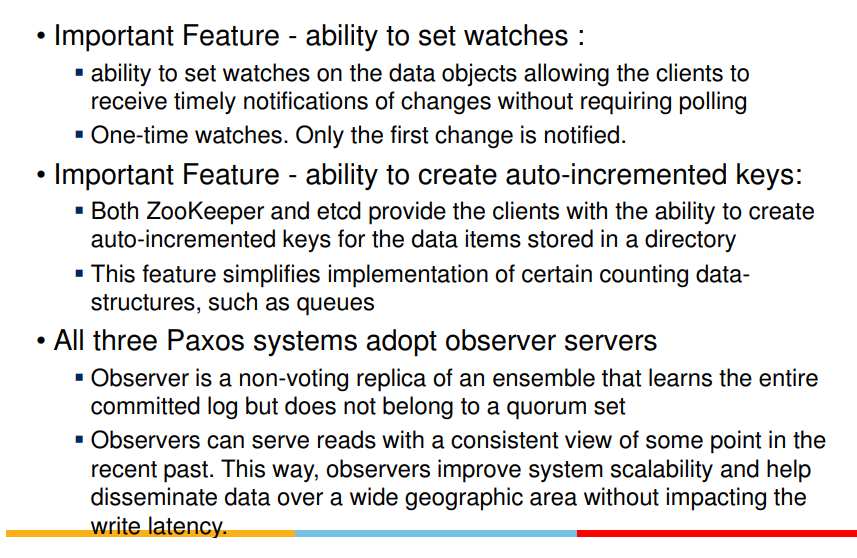 • Important Feature - ability to set watches :
▪ ability to set watches on the data objects allowing the clients to
receive timely notifications of changes without requiring polling
▪ One-time watches. Only the first change is notified.
• Important Feature - ability to create auto-incremented keys:
▪ Both ZooKeeper and etcd provide the clients with the ability to create
auto-incremented keys for the data items stored in a directory
▪ This feature simplifies implementation of certain counting data-
structures, such as queues
• All three Paxos systems adopt observer servers
▪ Observer is a non-voting replica of an ensemble that learns the entire
committed log but does not belong to a quorum set
▪ Observers can serve reads with a consistent view of some point in the
recent past. This way, observers improve system scalability and help
disseminate data over a wide geographic area without impacting the
write latency.